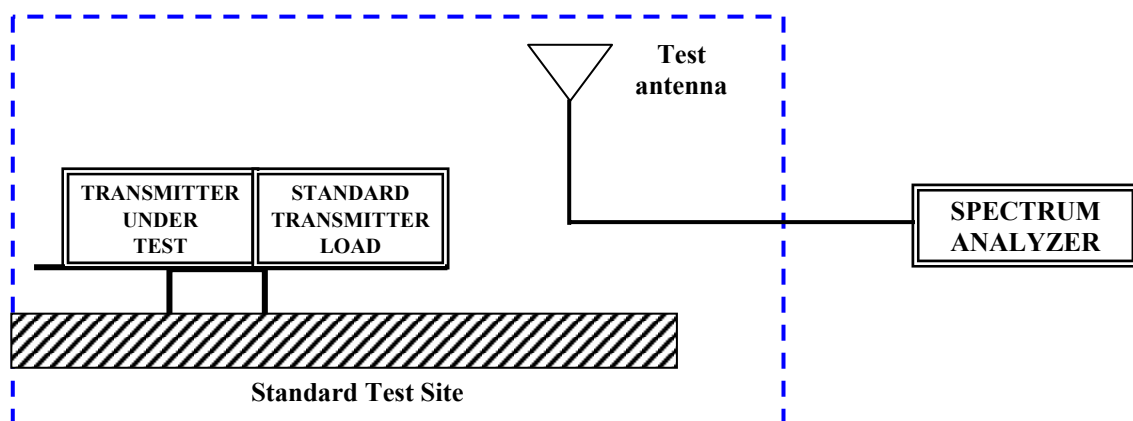 Test
antenna
TRANSMITTER
UNDER
TEST
STANDARD
TRANSMITTER
LOAD
SPECTRUM
ANALYZER
Standard Test Site